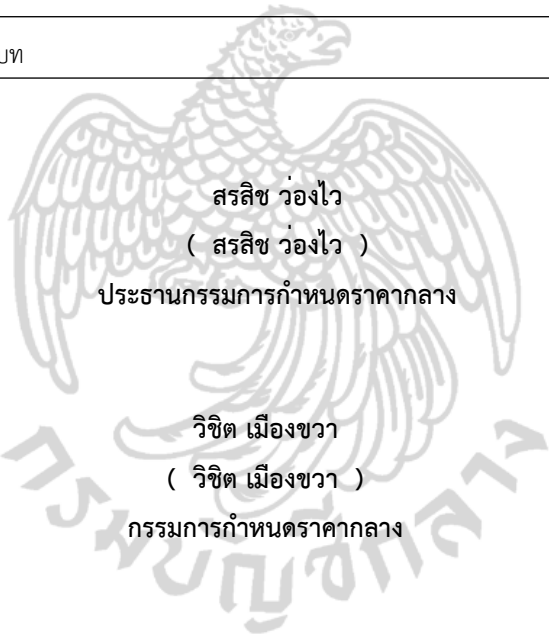 บท
สรสิช ว่องไว
( สรสิช ว่องไว )
ประธานกรรมการกำหนดราคากลาง
วิชิต เมืองขวา
( วิชิต เมืองขวา )
กรรมการกำหนดราคากลาง
กรมบัญชีกลาง